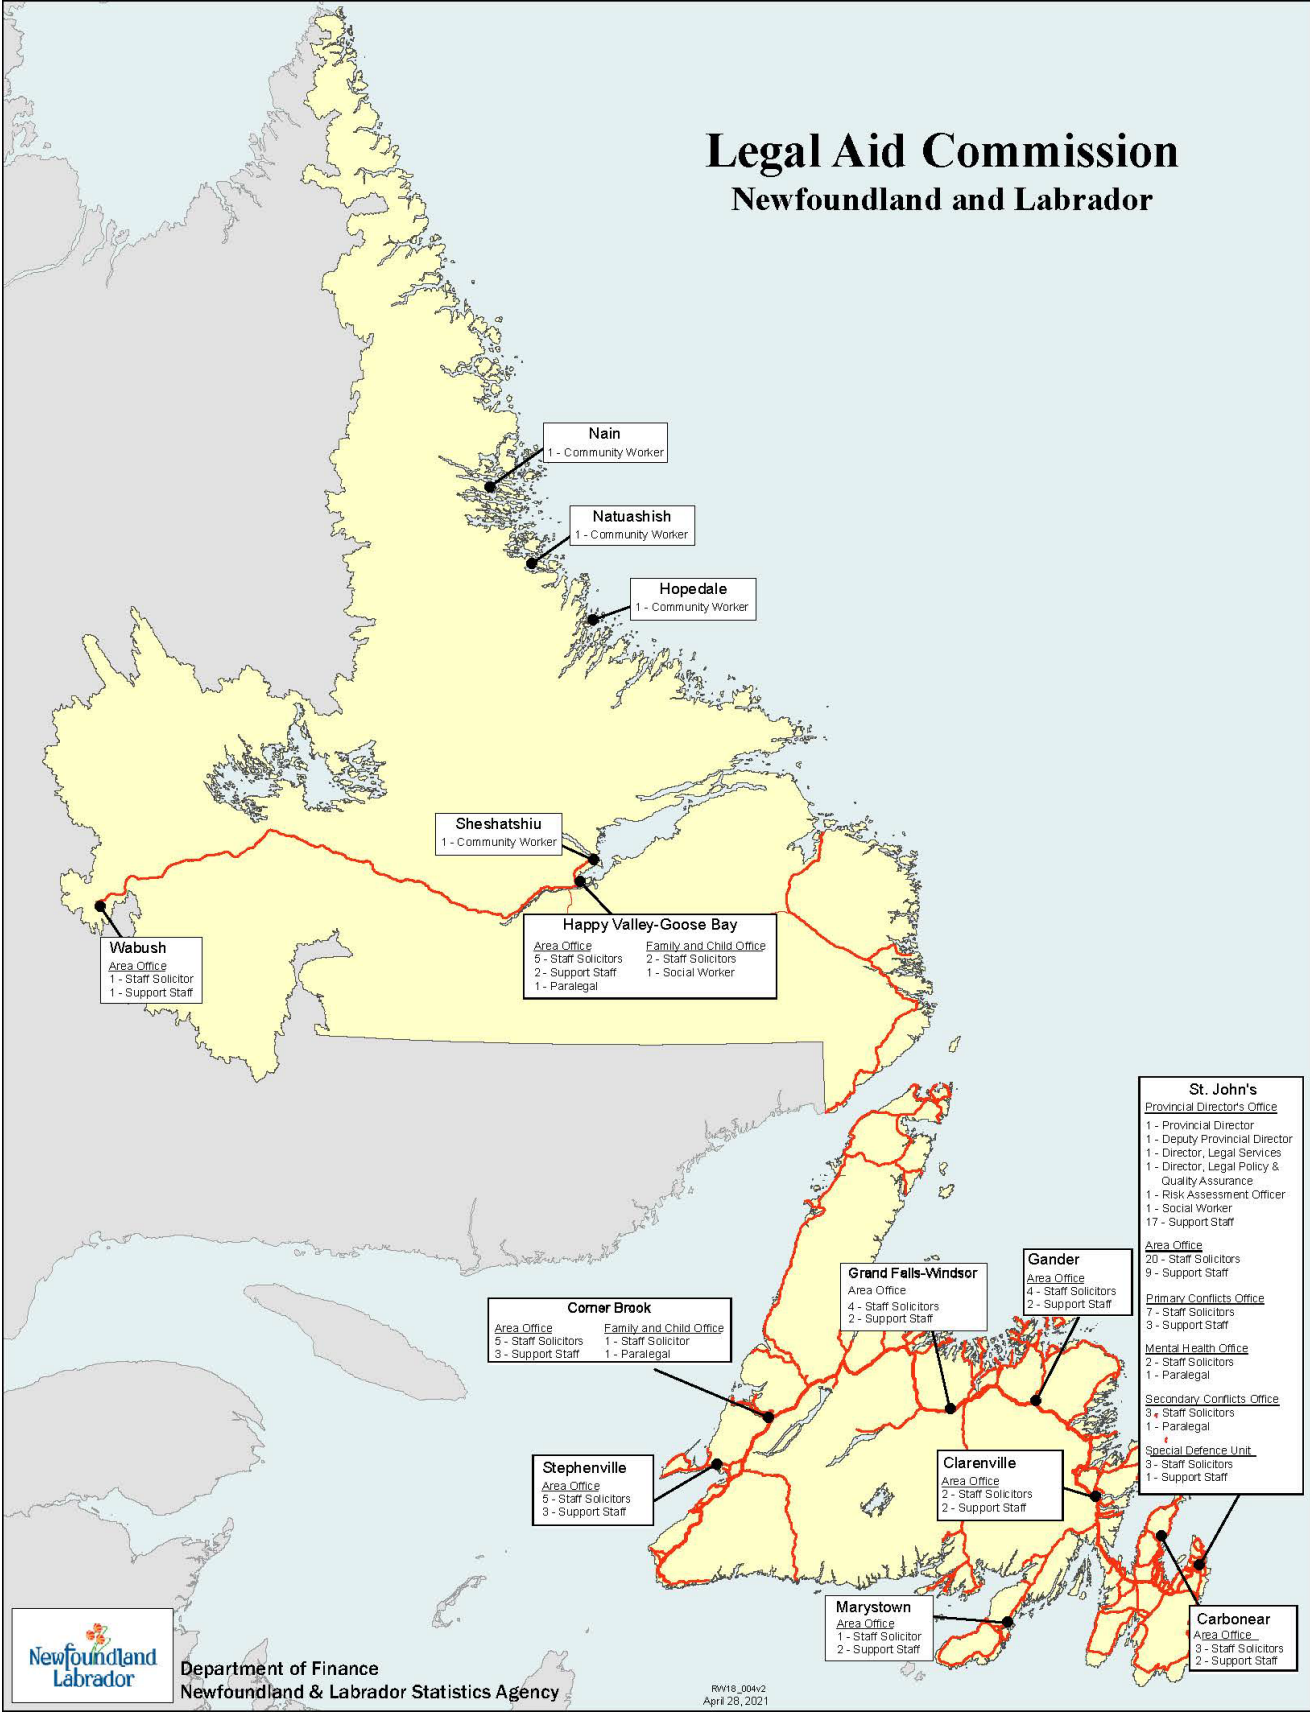 Legal Aid Commission
Newfoundland and Labrador
Nain
1 - Community Worker
Natuashish
1 - Community Worker
Hopedale
1 - Community Worker
Sheshatshiu
1 - Community Worker
Wabush
Area Office
1 - Staff Solicitor
1 - Support Staff
Happy Valley-Goose Bay
Area Office
5 - Staff Solicitors
2 - Support Staff
1 - Paralegal
Family and Child Office
2 - Staff Solicitors
1 - Social Worker
St. John's
Provincial Director's Office
1 - Provincial Director
1 - Deputy Provincial Director
1 - Director, Legal Services
1 - Director, Legal Policy &
Quality Assurance
1 - Risk Assessment Officer
1 - Social Worker
17 - Support Staff
Area Office
20 - Staff Solicitors
9 - Support Staff
Primary Conflicts Office
7 - Staff Solicitors
3 - Support Staff
Mental Health Office
2 - Staff Solicitors
1 - Paralegal
Secondary Conflicts Office
3 - Staff Solicitors
1 - Paralegal
Special Defence Unit
3 - Staff Solicitors
1 - Support Staff
Gander
Area Office
4 - Staff Solicitors
2 - Support Staff
Grand Falls-Windsor
Area Office
4 - Staff Solicitors
2 - Support Staff
Corner Brook
Area Office
5 - Staff Solicitors
3 - Support Staff
Family and Child Office
1 - Staff Solicitor
1 - Paralegal
Stephenville
Area Office
5 - Staff Solicitors
3 - Support Staff
Clarenville
Area Office
2 - Staff Solicitors
2 - Support Staff
Marystown
Area Office
1 - Staff Solicitor
2 - Support Staff
Carbonear
Area Office
3 - Staff Solicitors
2 - Support Staff
Newfoundland
Labrador
Department of Finance
Newfoundland & Labrador Statistics Agency
RW18_004v2
April 28, 2021